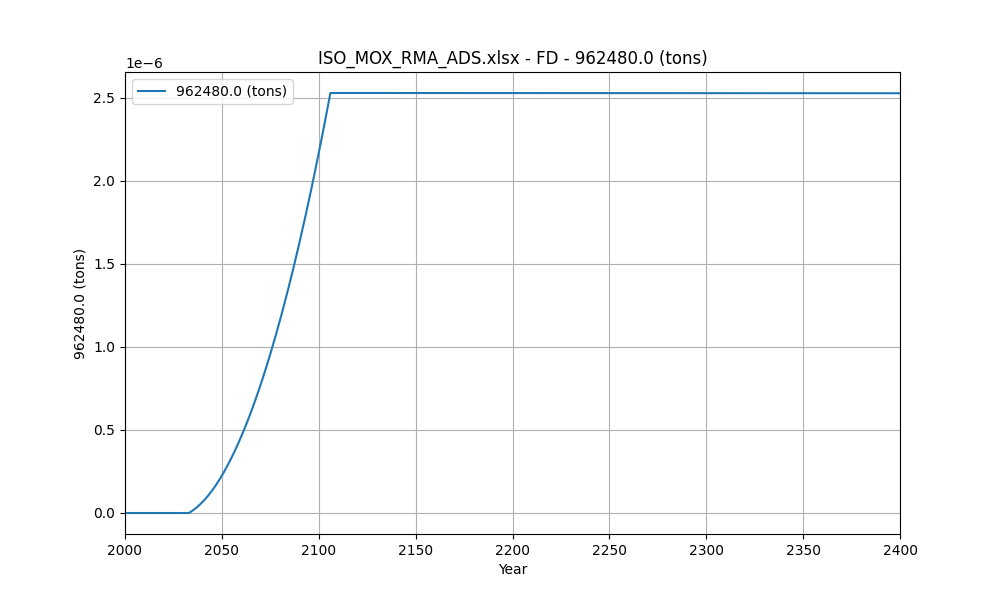 ISO_MOX_RMA_ADS.xlsx - FD - 962480.0 (tons)
1e−6
962480.0 (tons)
2.5
2.0
1.5
1.0
0.5
0.0
962480.0 (tons)
2000 2050 2100 2150 2200 2250 2300 2350 2400
Year